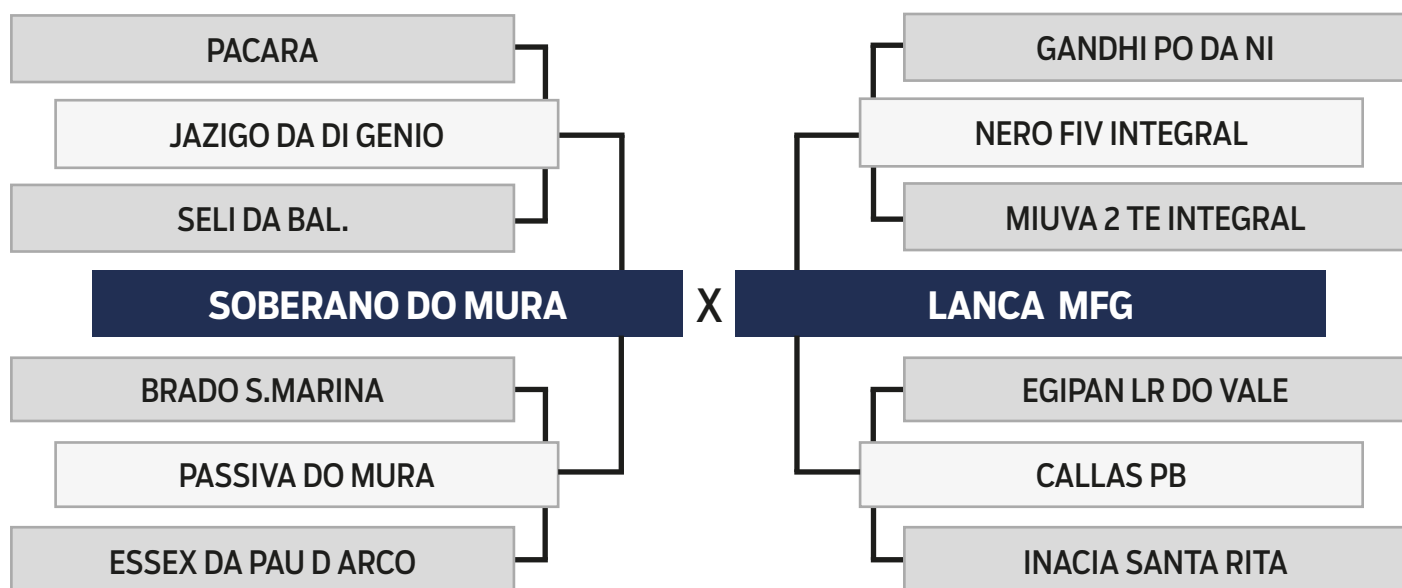 PACARA
GANDHI PO DA NI
JAZIGO DA DI GENIO
NERO FIV INTEGRAL
SELI DA BAL.
MIUVA 2 TE INTEGRAL
SOBERANO DO MURA X LANCA MFG
BRADO S.MARINA
EGIPAN LR DO VALE
PASSIVA DO MURA
CALLAS PB
ESSEX DA PAU D ARCO
INACIA SANTA RITA